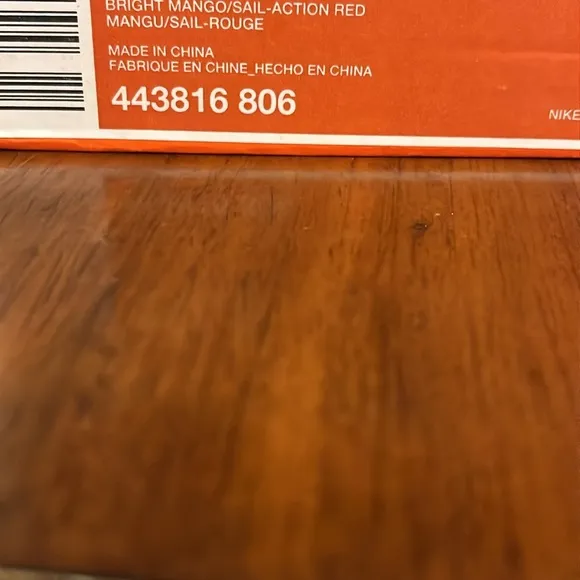 BRIGHT MANGO/SAIL-ACTION RED
MANGU/SAIL-ROUGE
MADE IN CHINA
FABRIQUE EN CHINE_HECHO EN CHINA
443816 806
NIKE